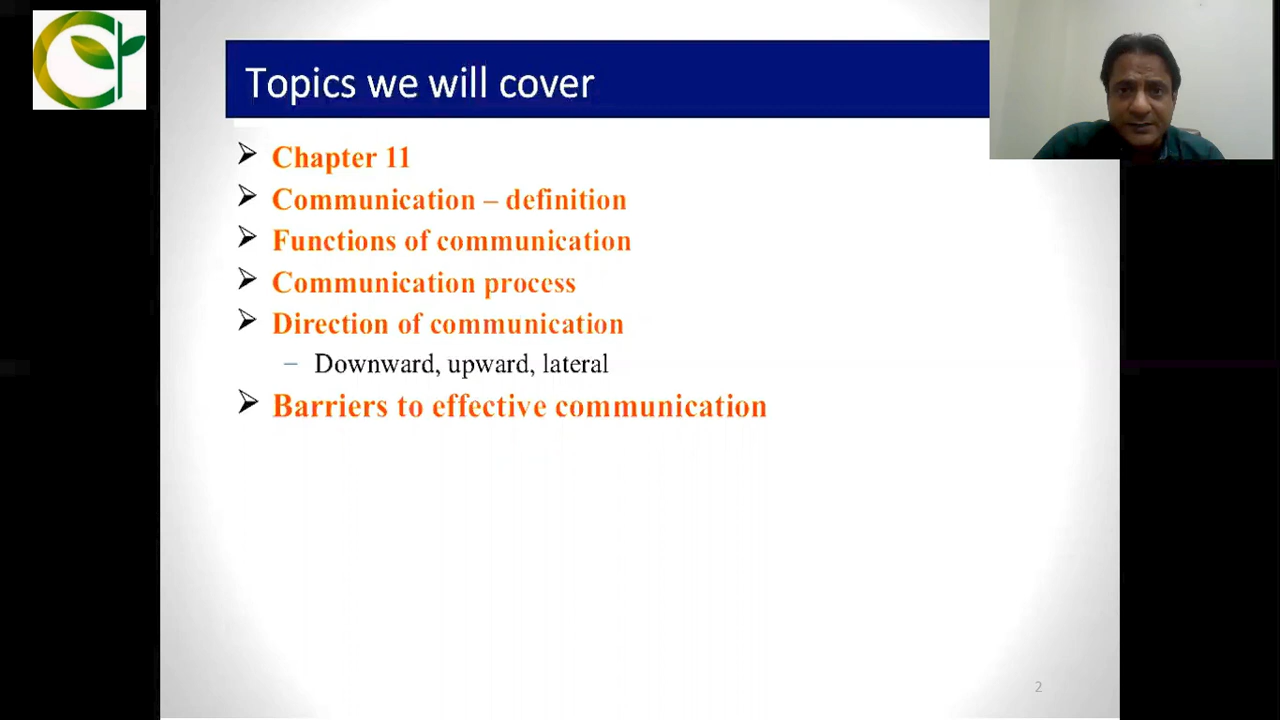 Topics we will cover
Chapter 11
Communication – definition
Functions of communication
Communication process
Direction of communication
– Downward, upward, lateral
Barriers to effective communication
2